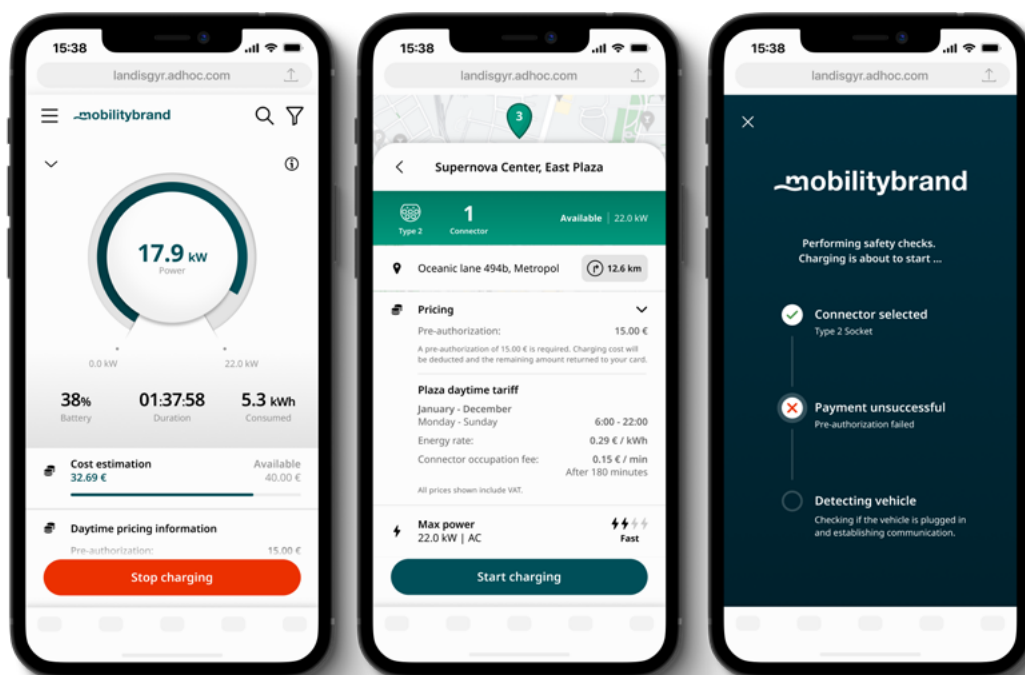 15:38
landisgyr.adhoc.com
mobilitybrand
17.9 kW
Power
0.0 kW
22.0 kW
38%
01:37:58
5.3 kWh
Battery
Duration
Consumed
Cost estimation
Available
32.69 €
40.00 €
Daytime pricing information
Pre-authorization:
15.00 €
Stop charging
15:38
landisgyr.adhoc.com
3
Supernova Center, East Plaza
1
Available | 22.0 kW
Type 2
Connector
Oceanic lane 494b, Metropol
12.6 km
Pricing
Pre-authorization:
15.00 €
A pre-authorization of 15.00 € is required. Charging cost will
be deducted and the remaining amount returned to your card.
Plaza daytime tariff
January - December
Monday - Sunday
6:00 - 22:00
Energy rate:
0.29 € / kWh
Connector occupation fee:
0.15 € / min
After 180 minutes
All prices shown include VAT.
Max power
22.0 kW | AC
Fast
Start charging
15:38
landisgyr.adhoc.com
mobilitybrand
Performing safety checks.
Charging is about to start ...
Connector selected
Type 2 Socket
Payment unsuccessful
Pre-authorization failed
Detecting vehicle
Checking if the vehicle is plugged in
and establishing communication.